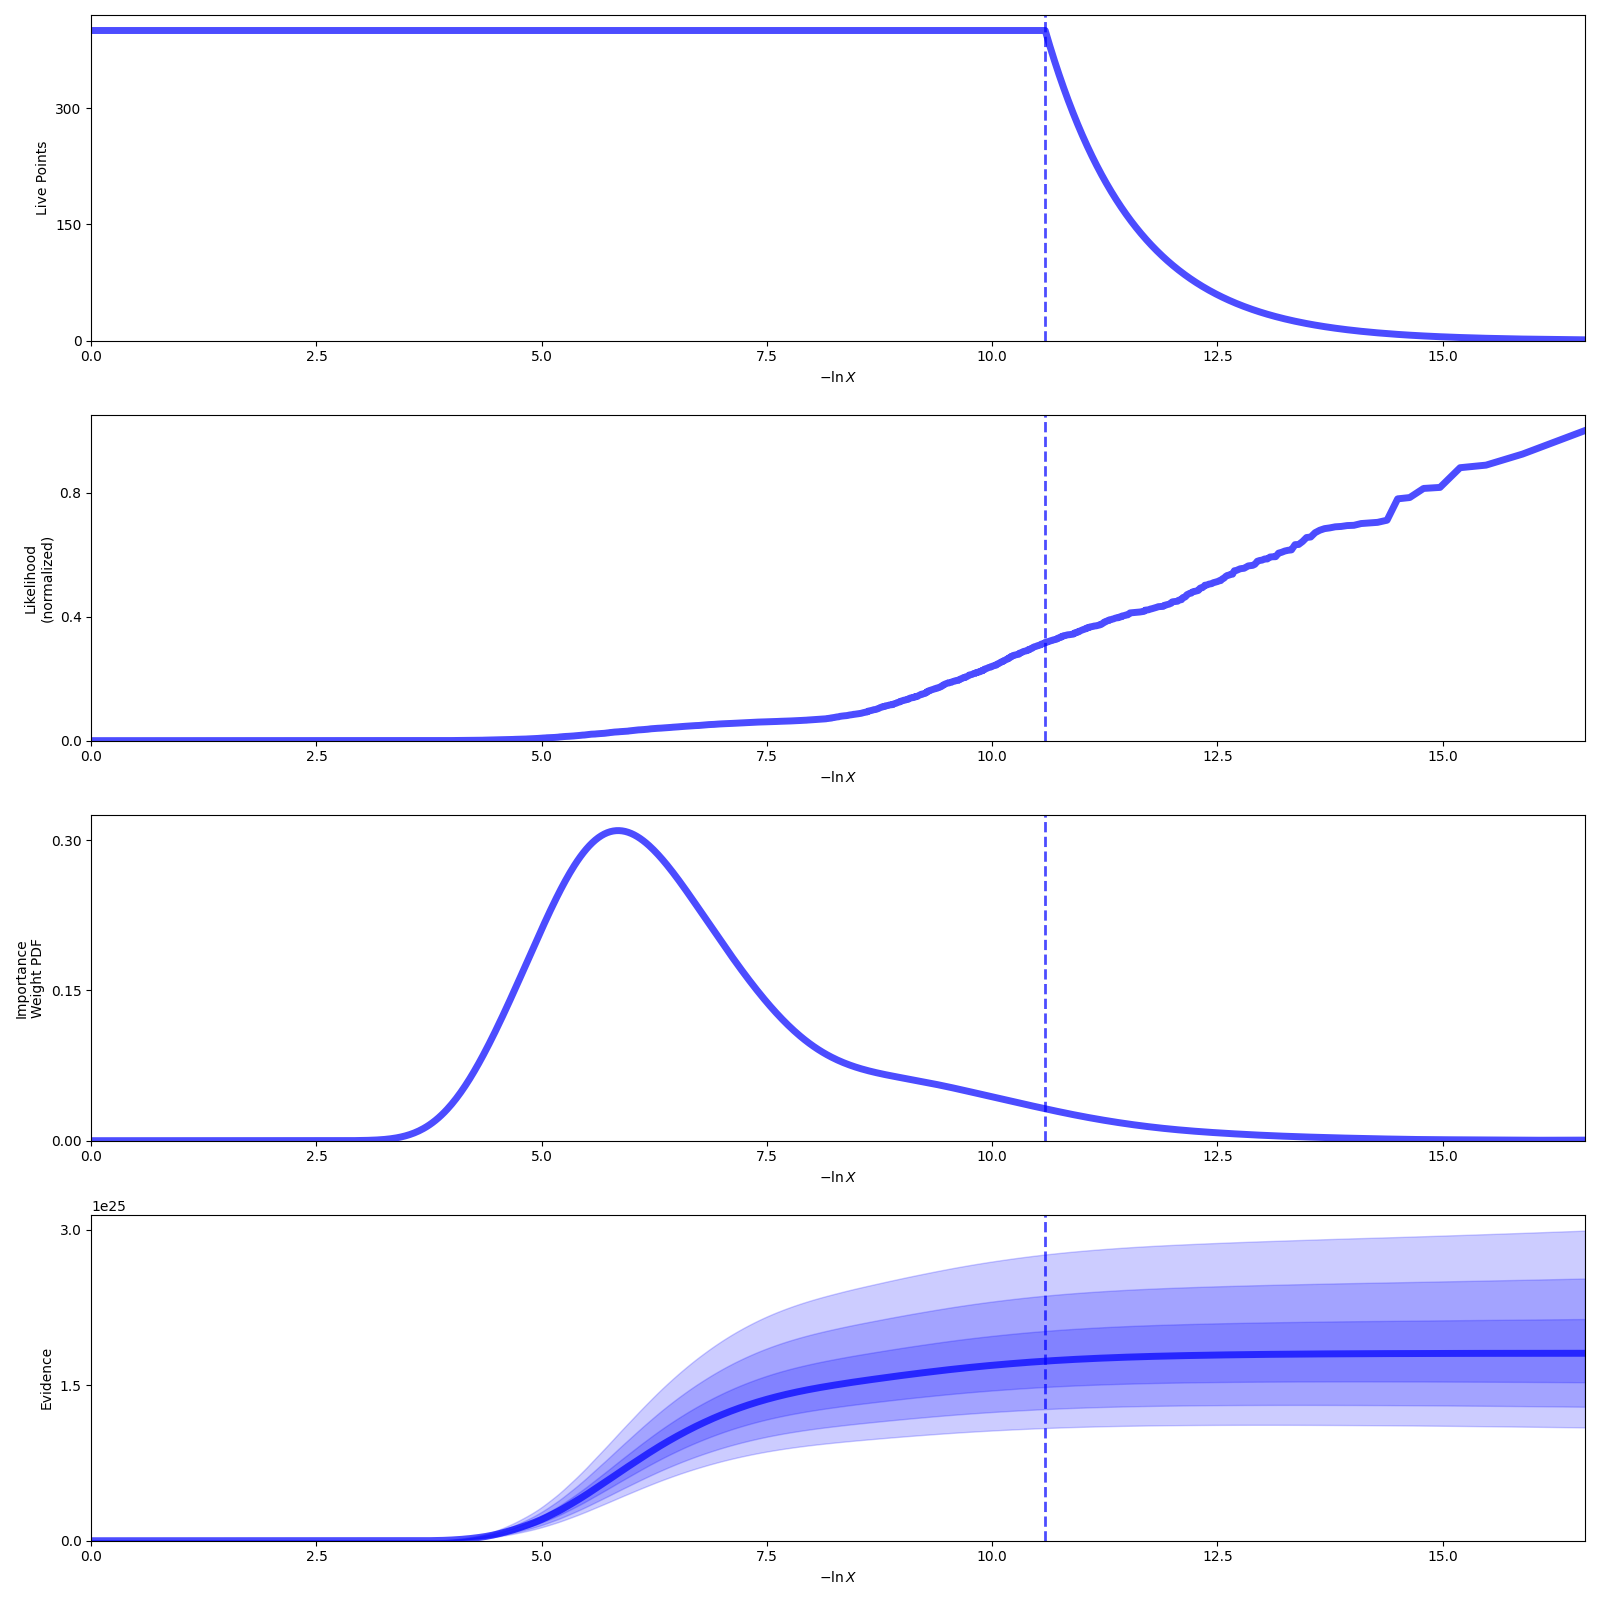 300
150
0
Live Points
0.0 2.5 5.0 7.5 10.0 12.5 15.0
−ln X
0.8
0.4
0.0
Likelihood
(normalized)
0.0 2.5 5.0 7.5 10.0 12.5 15.0
−ln X
0.30
0.15
0.00
Importance
Weight PDF
0.0 2.5 5.0 7.5 10.0 12.5 15.0
−ln X
1e25
3.0
1.5
0.0
Evidence
0.0 2.5 5.0 7.5 10.0 12.5 15.0
−ln X